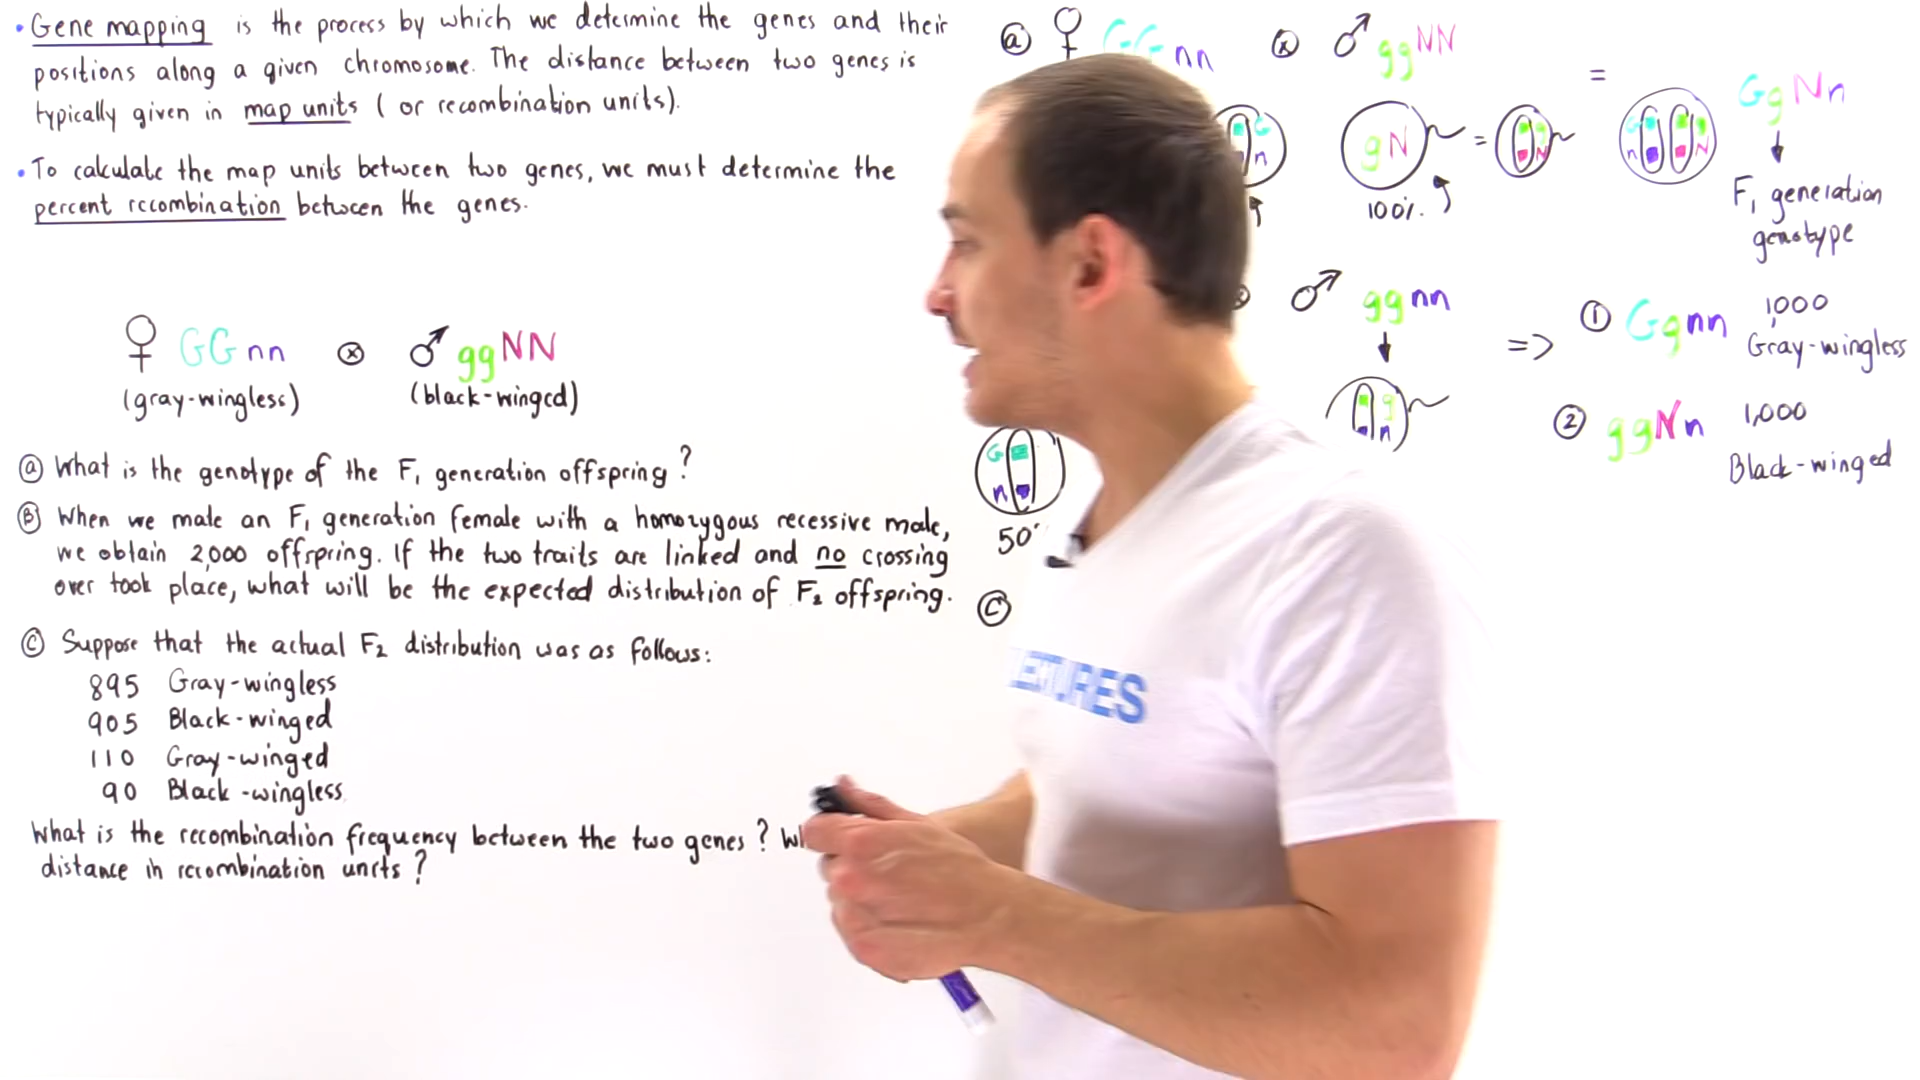 • Gene mapping is the process by which we determine the genes and their
positions along a given chromosome. The distance between two genes is
typically given in map units ( or recombination units).
• To calculate the map units between two genes, we must determine the
percent recombination between the genes.
♀ GGnn ⊗ ♂ ggNN
(gray-wingless) (black-winged)
Ⓐ What is the genotype of the F₁ generation offspring?
Ⓑ When we mate an F₁ generation female with a homozygous recessive male,
we obtain 2,000 offspring. If the two traits are linked and no crossing
over took place, what will be the expected distribution of F₂ offspring.
Ⓒ Suppose that the actual F₂ distribution was as follows:
895 Gray-wingless
905 Black-winged
110 Gray-winged
90 Black-wingless
What is the recombination frequency between the two genes?
distance in recombination units?
ⓐ ♀ GGnn ⊗ ♂ ggNN = GgNn
G n
gN = g N
G n g N
100%.
F₁ generation
genotype
♂ ggnn => ① Ggnn 1,000
Gray-wingless
g n
② ggNn 1,000
Black-winged
G n
50
Ⓒ
LECTURES